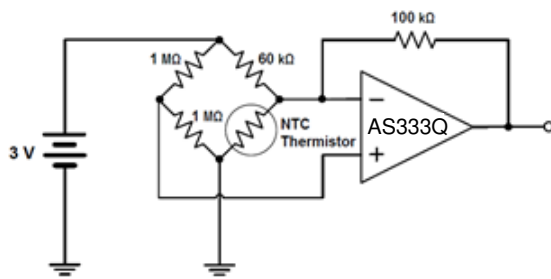 100 kΩ
1 MΩ
60 kΩ
1 MΩ
NTC
Thermistor
3 V
−
AS333Q
+